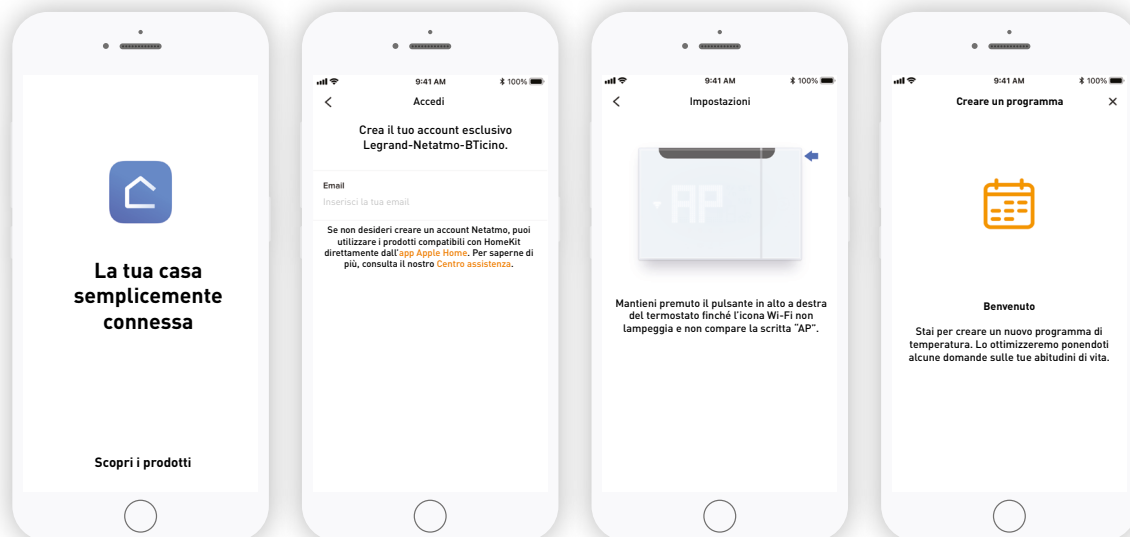 La tua casa
semplicemente
connessa
Scopri i prodotti
9:41 AM
100%
Accedi
Crea il tuo account esclusivo
Legrand-Netatmo-BTicino.
Email
Inserisci la tua email
Se non desideri creare un account Netatmo, puoi
utilizzare i prodotti compatibili con HomeKit
direttamente dall'app Apple Home. Per saperne di
più, consulta il nostro Centro assistenza.
9:41 AM
100%
Impostazioni
AP
Mantieni premuto il pulsante in alto a destra
del termostato finché l'icona Wi-Fi non
lampeggia e non compare la scritta "AP".
9:41 AM
100%
Creare un programma
Benvenuto
Stai per creare un nuovo programma di
temperatura. Lo ottimizzeremo ponendoti
alcune domande sulle tue abitudini di vita.